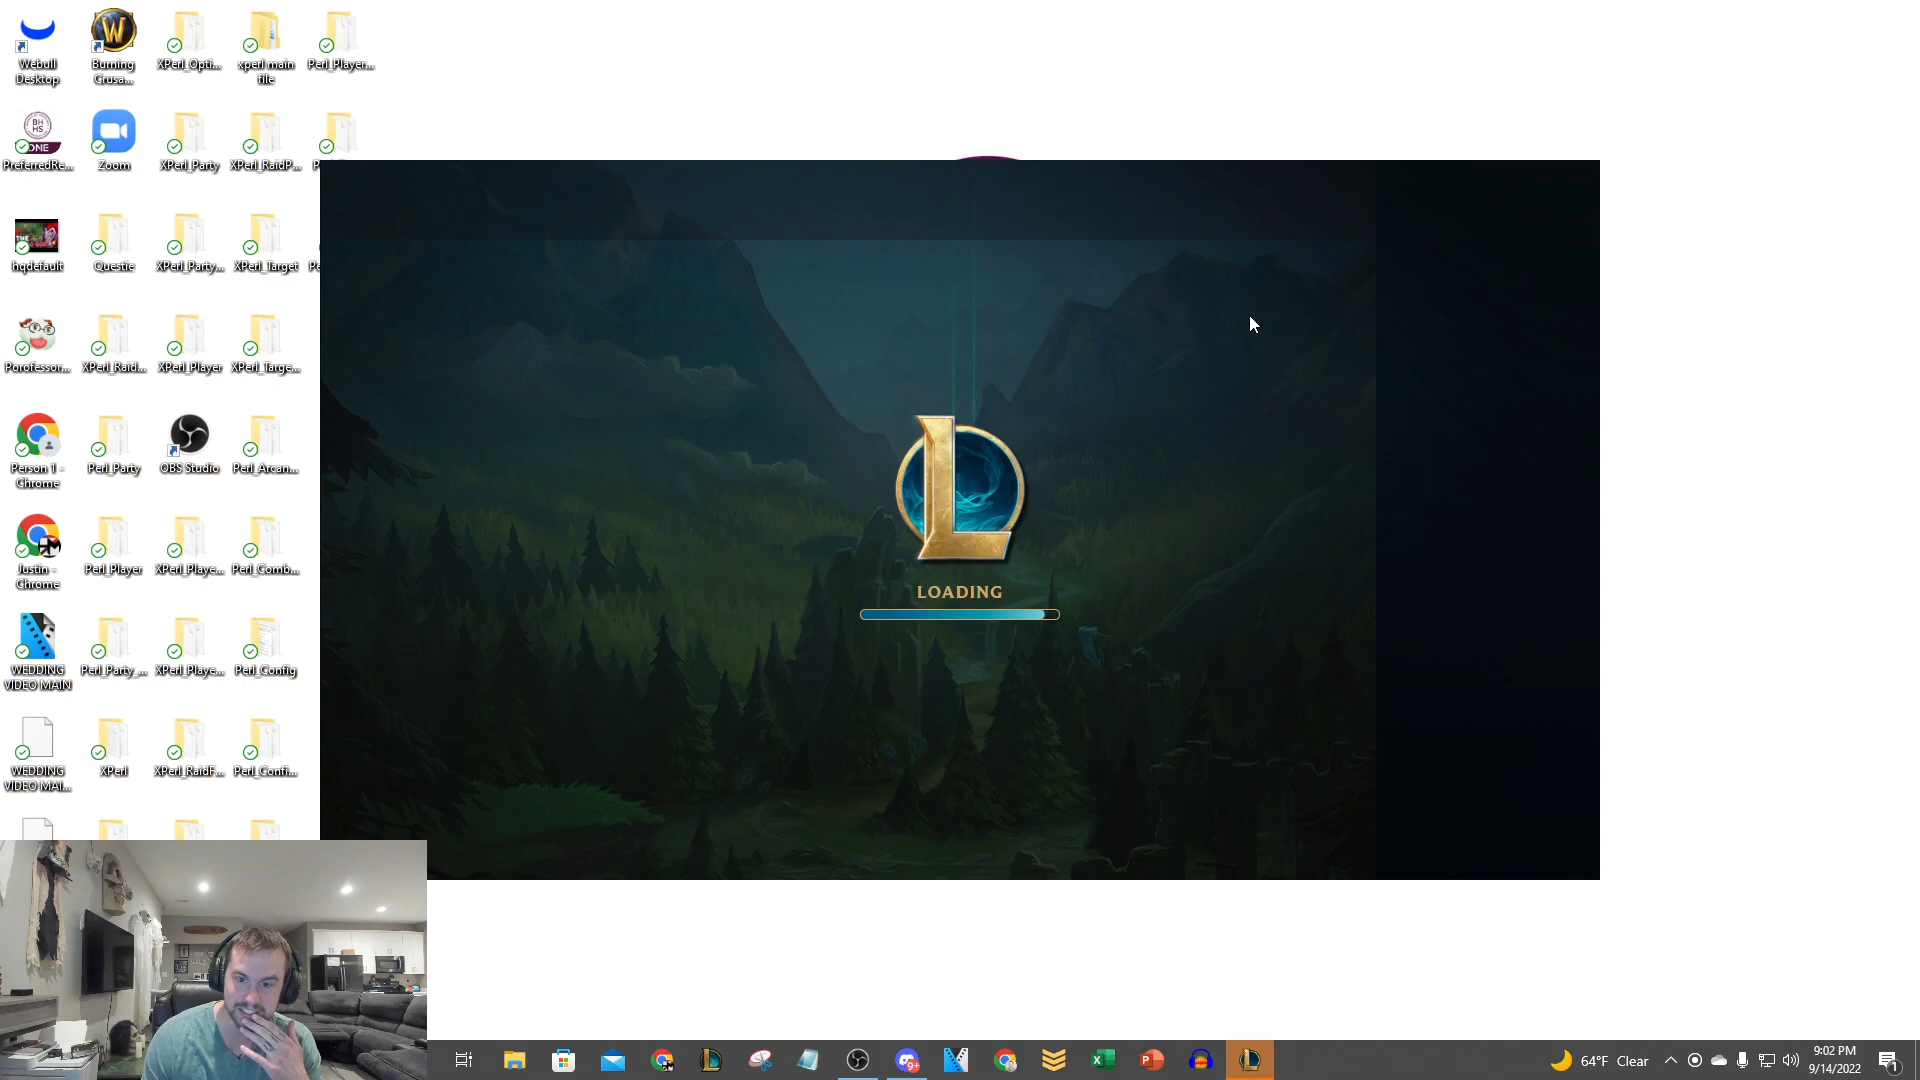 Webull
Desktop
Burning
Crusa...
XPerl_Opti...
xperl main
file
Perl_Player...
PreferredRe...
Zoom
XPerl_Party
XPerl_RaidP...
hqdefault
Questie
XPerl_Party...
XPerl_Target
Porofessor...
XPerl_Raid...
XPerl_Player
XPerl_Targe...
Person 1 -
Chrome
Perl_Party
OBS Studio
Perl_Arcan...
Justin -
Chrome
Perl_Player
XPerl_Playe...
Perl_Comb...
WEDDING
VIDEO MAIN
Perl_Party_...
XPerl_Playe...
Perl_Config
WEDDING
VIDEO MAI...
XPerl
XPerl_RaidF...
Perl_Confi...
LOADING
64°F Clear
9:02 PM
9/14/2022